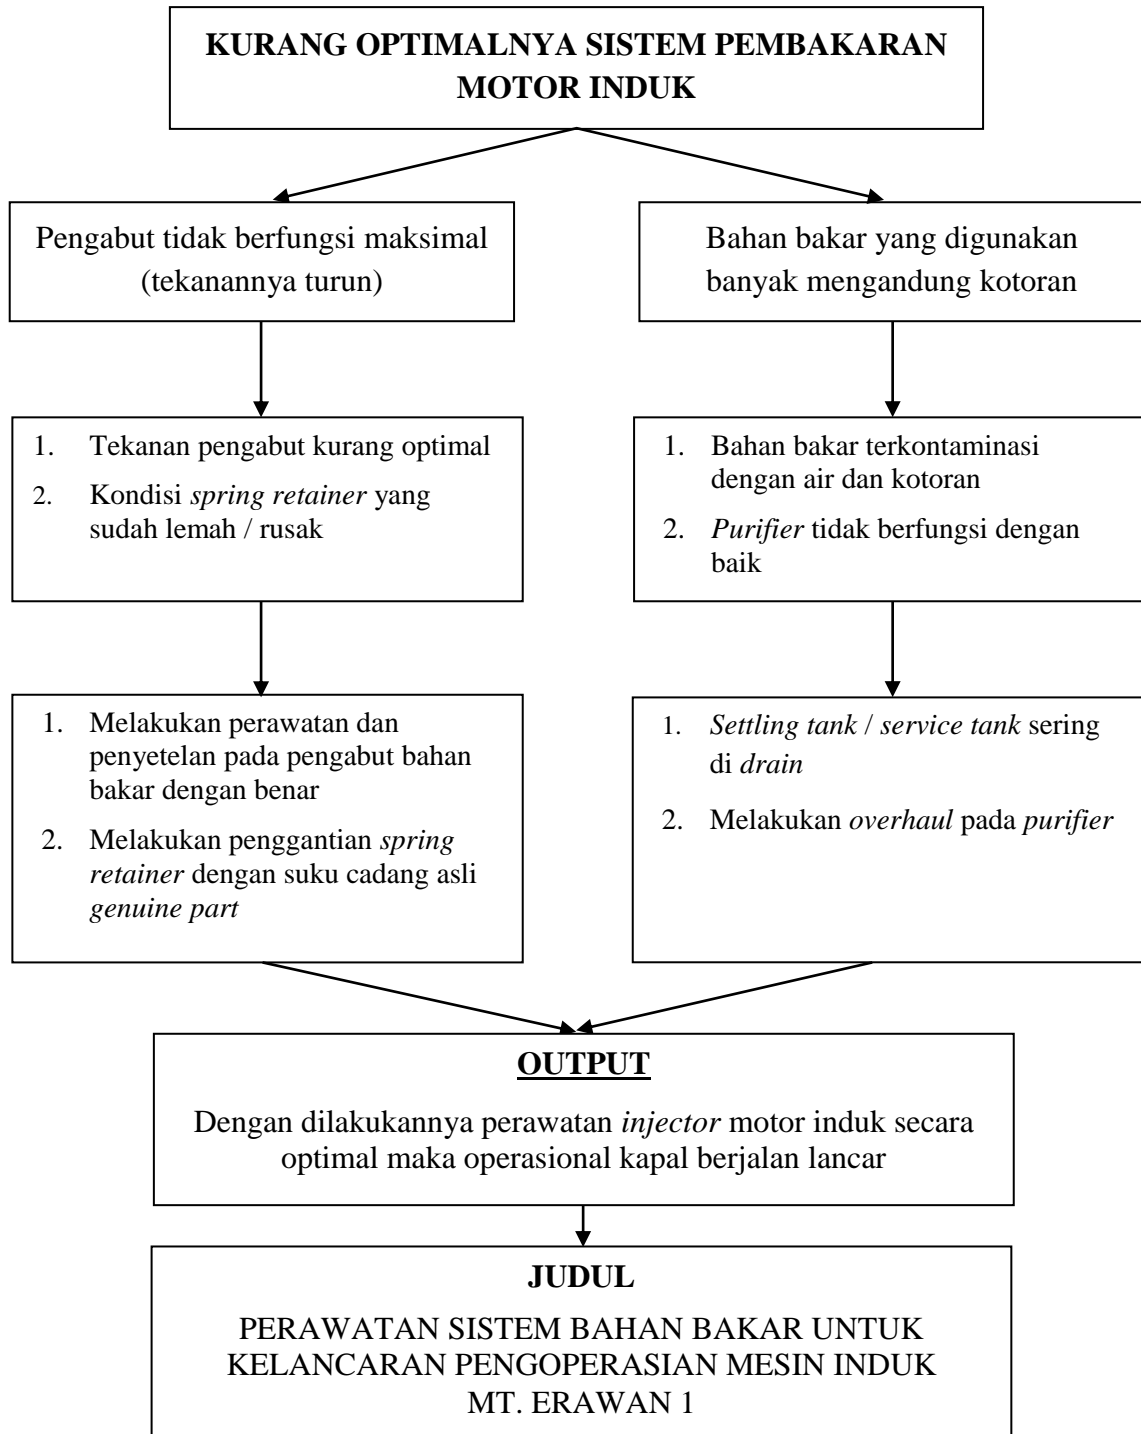 KURANG OPTIMALNYA SISTEM PEMBAKARAN
MOTOR INDUK
Pengabut tidak berfungsi maksimal
(tekanannya turun)
Bahan bakar yang digunakan
banyak mengandung kotoran
1. Tekanan pengabut kurang optimal
2. Kondisi spring retainer yang
sudah lemah / rusak
1. Bahan bakar terkontaminasi
dengan air dan kotoran
2. Purifier tidak berfungsi dengan
baik
1. Melakukan perawatan dan
penyetelan pada pengabut bahan
bakar dengan benar
2. Melakukan penggantian spring
retainer dengan suku cadang asli
genuine part
1. Settling tank / service tank sering
di drain
2. Melakukan overhaul pada purifier
OUTPUT
Dengan dilakukannya perawatan injector motor induk secara
optimal maka operasional kapal berjalan lancar
JUDUL
PERAWATAN SISTEM BAHAN BAKAR UNTUK
KELANCARAN PENGOPERASIAN MESIN INDUK
MT. ERAWAN 1